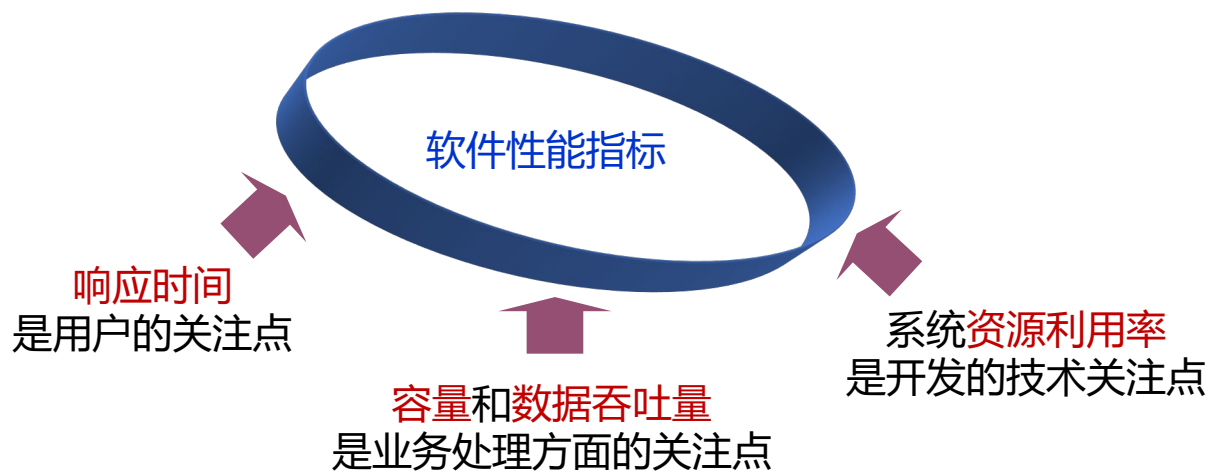 软件性能指标
响应时间
是用户的关注点
容量和数据吞吐量
是业务处理方面的关注点
系统资源利用率
是开发的技术关注点